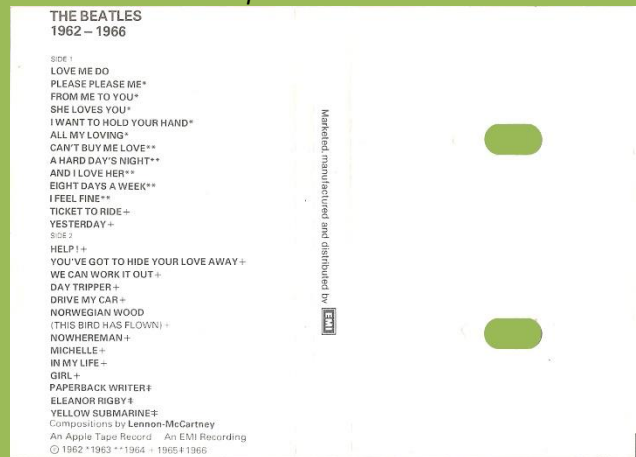 THE BEATLES
1962 – 1966
SIDE 1
LOVE ME DO
PLEASE PLEASE ME*
FROM ME TO YOU*
SHE LOVES YOU*
I WANT TO HOLD YOUR HAND*
ALL MY LOVING*
CAN'T BUY ME LOVE**
A HARD DAY'S NIGHT**
AND I LOVE HER**
EIGHT DAYS A WEEK**
I FEEL FINE**
TICKET TO RIDE+
YESTERDAY+
SIDE 2
HELP!+
YOU'VE GOT TO HIDE YOUR LOVE AWAY+
WE CAN WORK IT OUT+
DAY TRIPPER+
DRIVE MY CAR+
NORWEGIAN WOOD
(THIS BIRD HAS FLOWN)+
NOWHEREMAN+
MICHELLE+
IN MY LIFE+
GIRL+
PAPERBACK WRITER‡
ELEANOR RIGBY‡
YELLOW SUBMARINE‡
Compositions by Lennon-McCartney
An Apple Tape Record An EMI Recording
℗ 1962 *1963 **1964 + 1965‡1966
Marketed, manufactured and distributed by EMI